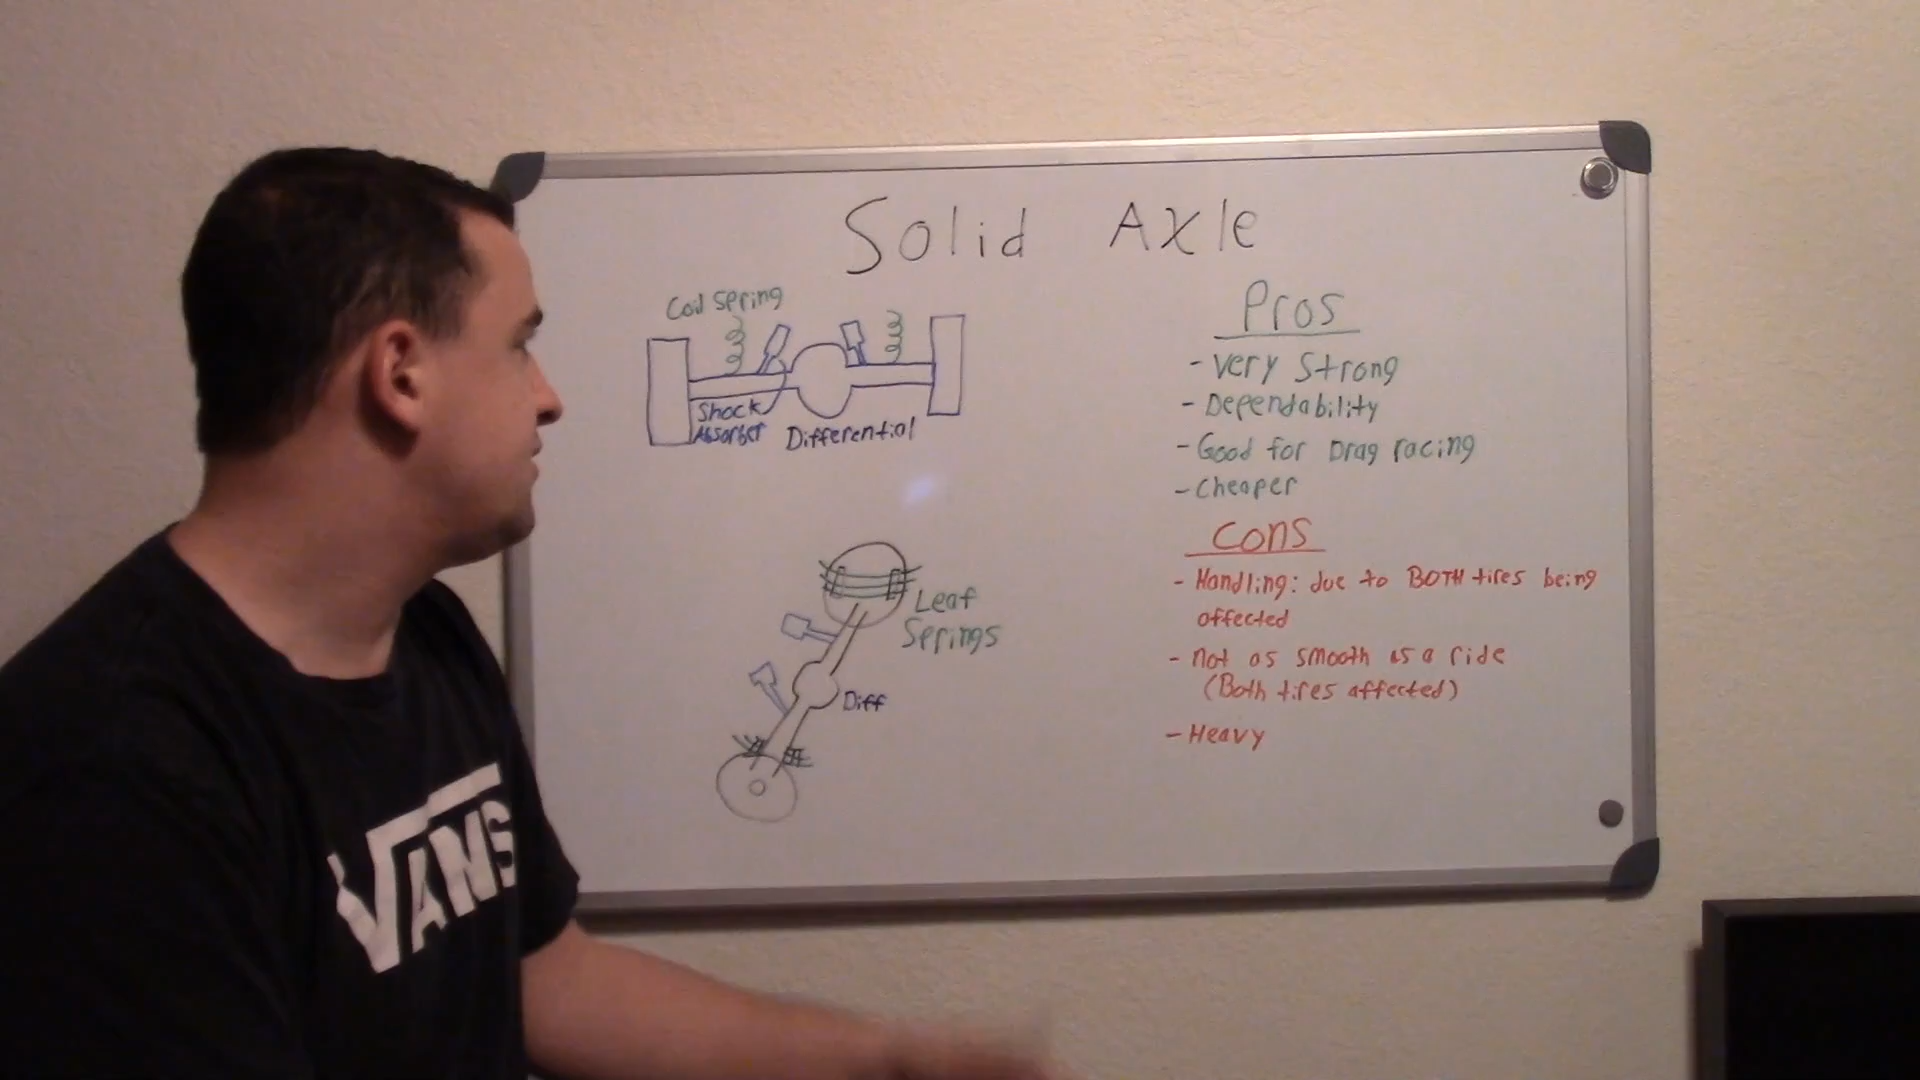 Solid Axle
Coil Spring
Shock
Absorber
Differential
Leaf
Springs
Diff
Pros
- Very Strong
- Dependability
- Good for Drag racing
- Cheaper
Cons
- Handling: due to BOTH tires being
affected
- Not as smooth as a ride
(Both tires affected)
- Heavy
VANS